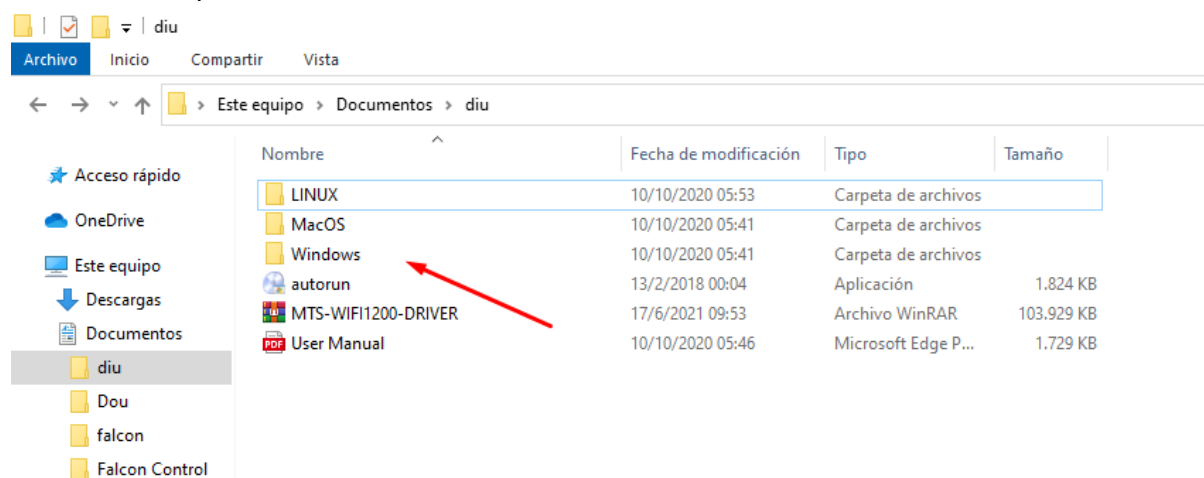 diu
Archivo Inicio Compartir Vista
Este equipo > Documentos > diu
Nombre Fecha de modificación Tipo Tamaño
Acceso rápido
OneDrive
Este equipo
Descargas
Documentos
diu
Dou
falcon
Falcon Control
LINUX 10/10/2020 05:53 Carpeta de archivos
MacOS 10/10/2020 05:41 Carpeta de archivos
Windows 10/10/2020 05:41 Carpeta de archivos
autorun 13/2/2018 00:04 Aplicación 1.824 KB
MTS-WIFI1200-DRIVER 17/6/2021 09:53 Archivo WinRAR 103.929 KB
PDF User Manual 10/10/2020 05:46 Microsoft Edge P... 1.729 KB